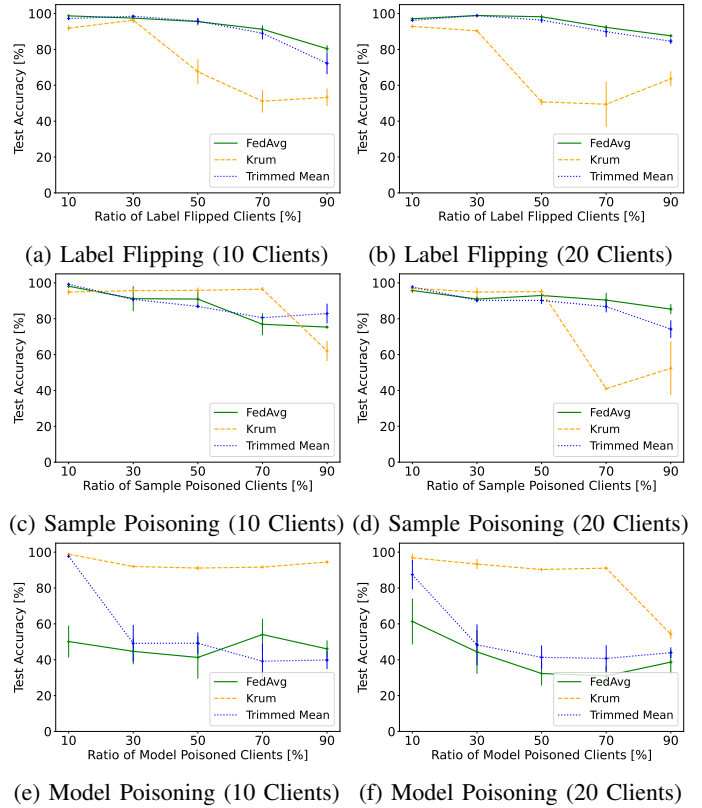 100
80
60
40
20
0
Test Accuracy [%]
10 30 50 70 90
Ratio of Label Flipped Clients [%]
FedAvg
Krum
Trimmed Mean
(a) Label Flipping (10 Clients)
100
80
60
40
20
0
Test Accuracy [%]
10 30 50 70 90
Ratio of Label Flipped Clients [%]
FedAvg
Krum
Trimmed Mean
(b) Label Flipping (20 Clients)
100
80
60
40
20
0
Test Accuracy [%]
10 30 50 70 90
Ratio of Sample Poisoned Clients [%]
FedAvg
Krum
Trimmed Mean
(c) Sample Poisoning (10 Clients)
100
80
60
40
20
0
Test Accuracy [%]
10 30 50 70 90
Ratio of Sample Poisoned Clients [%]
FedAvg
Krum
Trimmed Mean
(d) Sample Poisoning (20 Clients)
100
80
60
40
20
0
Test Accuracy [%]
10 30 50 70 90
Ratio of Model Poisoned Clients [%]
FedAvg
Krum
Trimmed Mean
(e) Model Poisoning (10 Clients)
100
80
60
40
20
0
Test Accuracy [%]
10 30 50 70 90
Ratio of Model Poisoned Clients [%]
FedAvg
Krum
Trimmed Mean
(f) Model Poisoning (20 Clients)